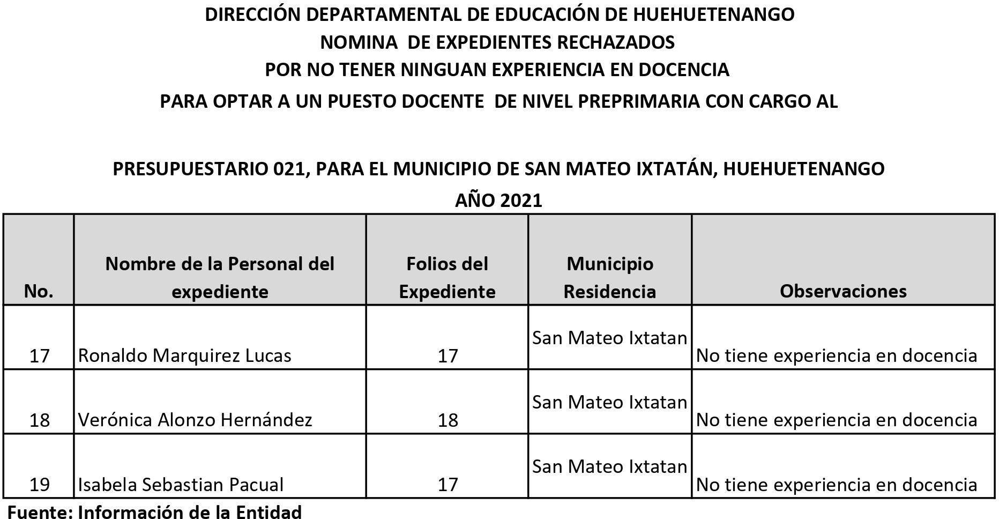 DIRECCIÓN DEPARTAMENTAL DE EDUCACIÓN DE HUEHUETENANGO
NOMINA DE EXPEDIENTES RECHAZADOS
POR NO TENER NINGUAN EXPERIENCIA EN DOCENCIA
PARA OPTAR A UN PUESTO DOCENTE DE NIVEL PREPRIMARIA CON CARGO AL
PRESUPUESTARIO 021, PARA EL MUNICIPIO DE SAN MATEO IXTATÁN, HUEHUETENANGO
AÑO 2021
No. Nombre de la Personal del expediente Folios del Expediente Municipio Residencia Observaciones
17 Ronaldo Marquirez Lucas 17 San Mateo Ixtatan No tiene experiencia en docencia
18 Verónica Alonzo Hernández 18 San Mateo Ixtatan No tiene experiencia en docencia
19 Isabela Sebastian Pacual 17 San Mateo Ixtatan No tiene experiencia en docencia
Fuente: Información de la Entidad